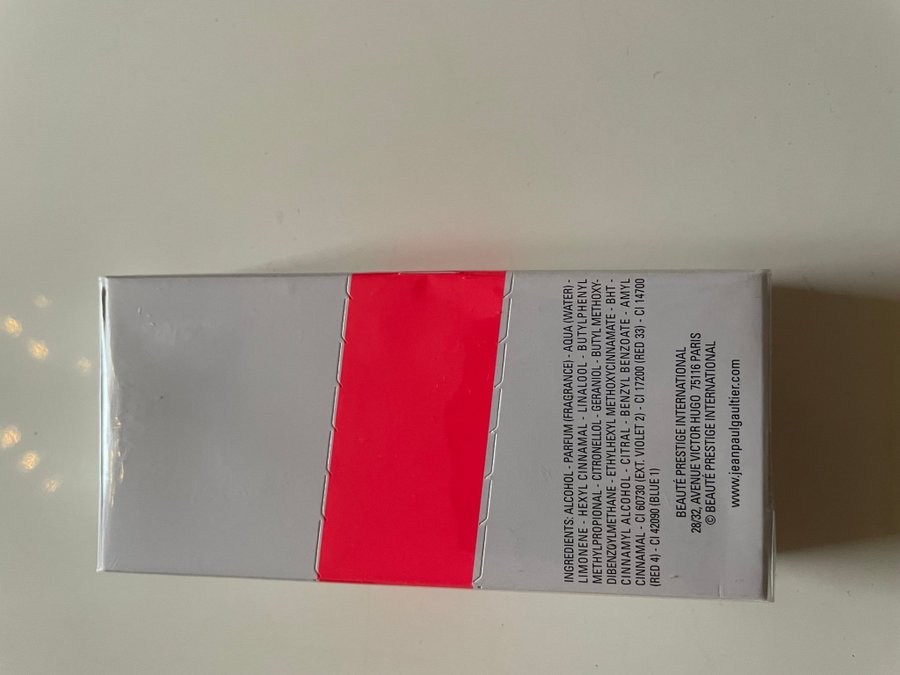 INGREDIENTS: ALCOHOL - PARFUM (FRAGRANCE) - AQUA (WATER) -
LIMONENE - HEXYL CINNAMAL - LINALOOL - BUTYLPHENYL
METHYLPROPIONAL - CITRONELLOL - GERANIOL - BUTYL METHOXY-
DIBENZOYLMETHANE - ETHYLHEXYL METHOXYCINNAMATE - BHT -
CINNAMYL ALCOHOL - CITRAL - BENZYL BENZOATE - AMYL
CINNAMAL - CI 60730 (EXT. VIOLET 2) - CI 17200 (RED 33) - CI 14700
(RED 4) - CI 42090 (BLUE 1)
BEAUTÉ PRESTIGE INTERNATIONAL
28/32, AVENUE VICTOR HUGO 75116 PARIS
© BEAUTÉ PRESTIGE INTERNATIONAL
www.jeanpaulgaultier.com